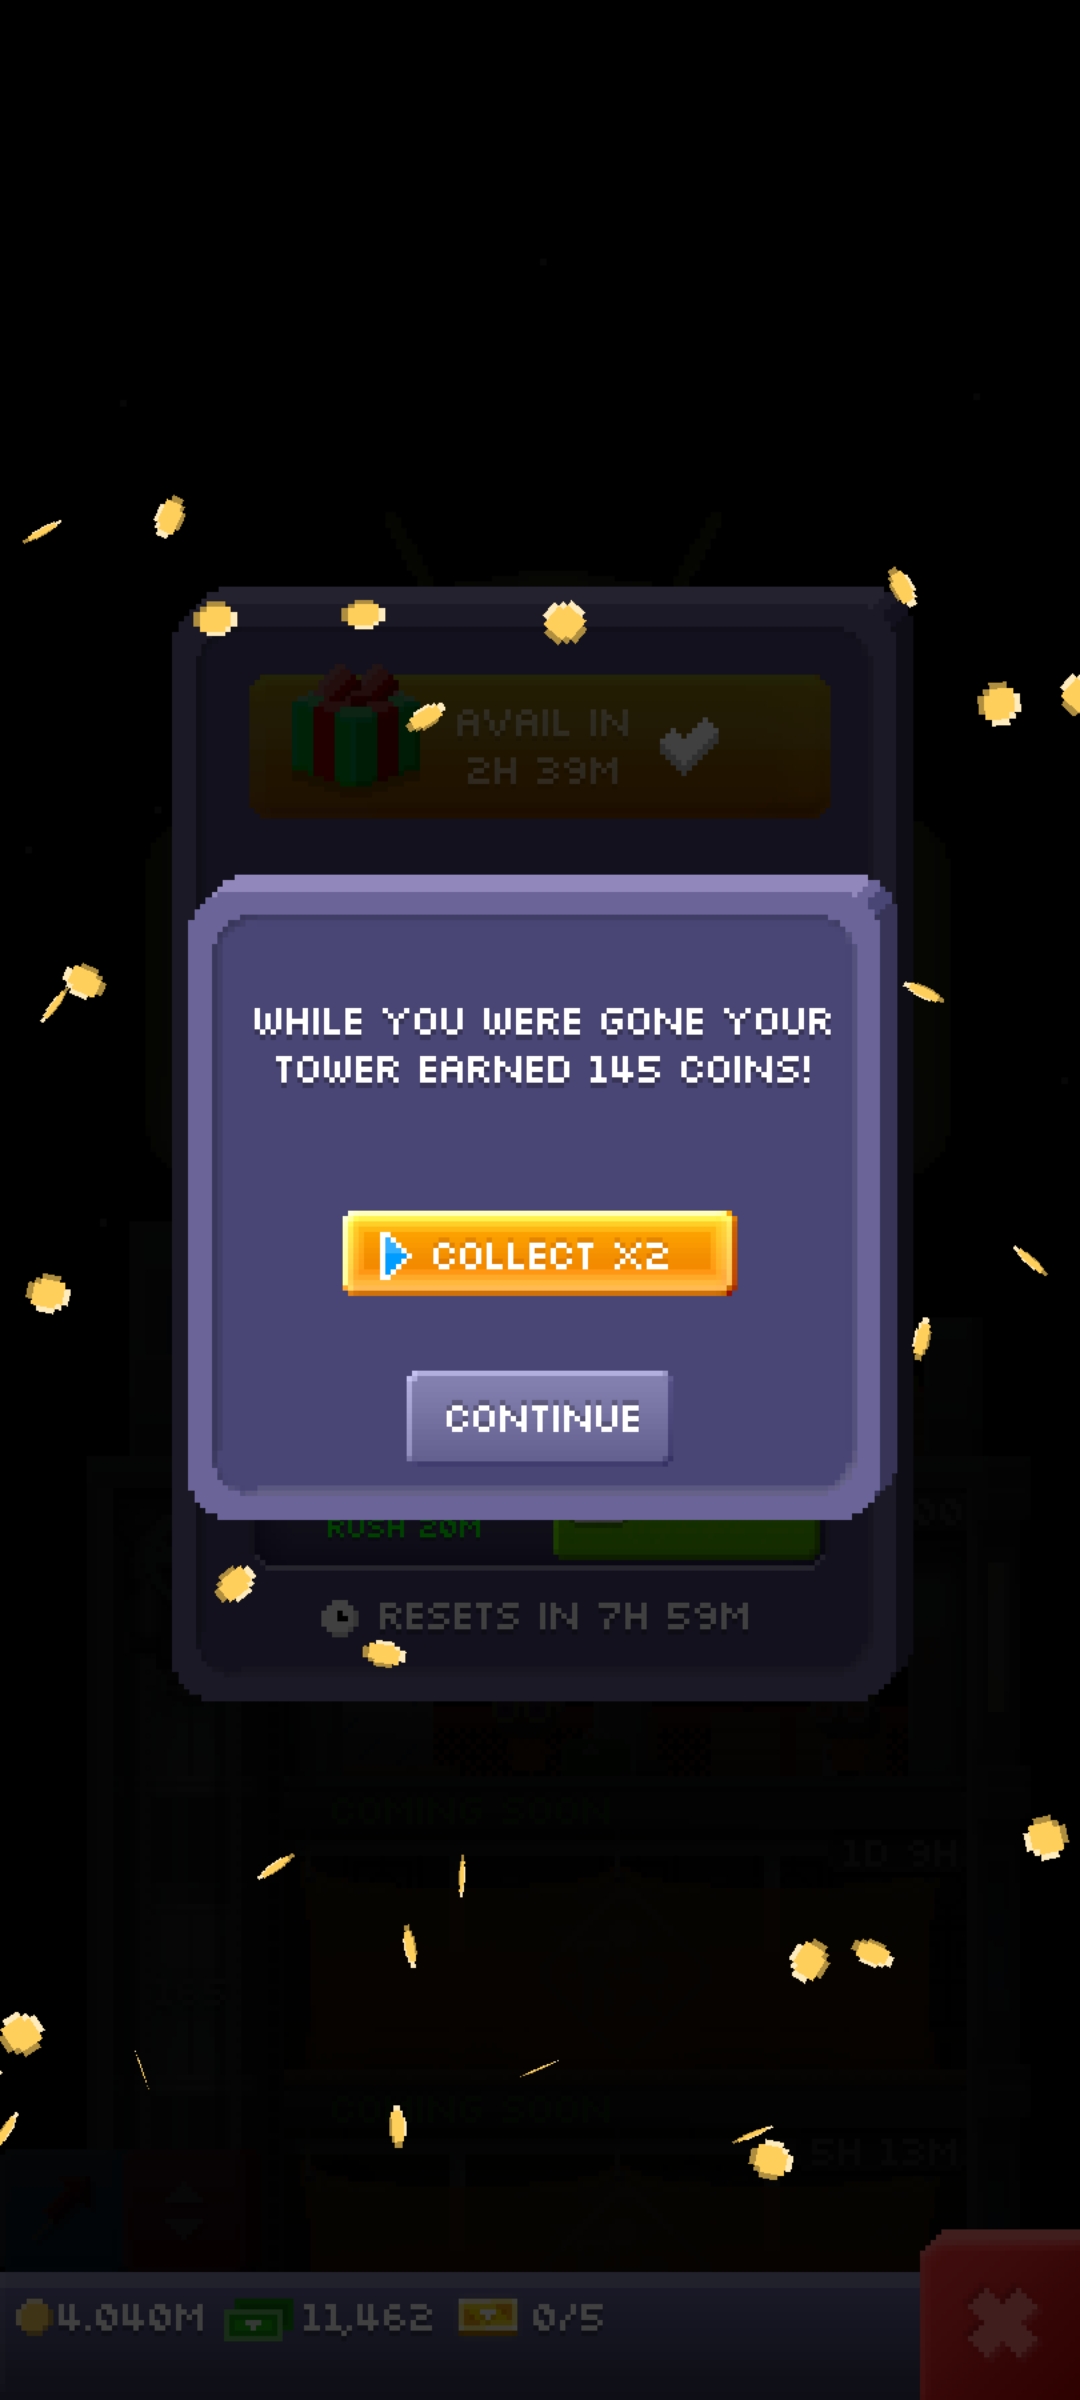 AVAIL IN
2H 39M
WHILE YOU WERE GONE YOUR
TOWER EARNED 145 COINS!
COLLECT X2
CONTINUE
RUSH 20M
RESETS IN 7H 59M
COMING SOON
1D 9H
COMING SOON
5H 13M
4.040M 11,462 0/5